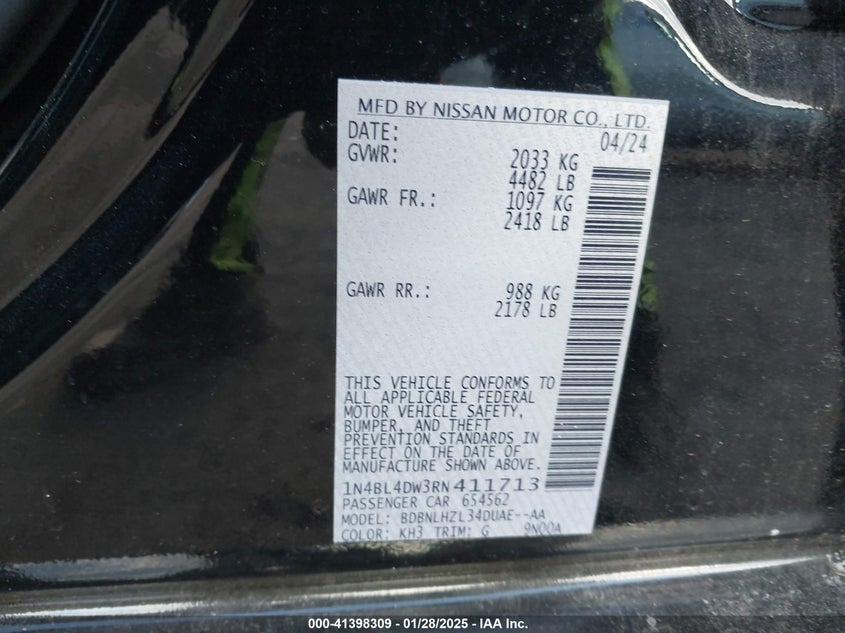 MFD BY NISSAN MOTOR CO., LTD.
DATE: 04/24
GVWR: 2033 KG
4482 LB
GAWR FR.: 1097 KG
2418 LB
GAWR RR.: 988 KG
2178 LB
THIS VEHICLE CONFORMS TO
ALL APPLICABLE FEDERAL
MOTOR VEHICLE SAFETY,
BUMPER, AND THEFT
PREVENTION STANDARDS IN
EFFECT ON THE DATE OF
MANUFACTURE SHOWN ABOVE.
1N4BL4DW3RN411713
PASSENGER CAR 654562
MODEL: BDBNLHZL34DUAE--AA
COLOR: KH3 TRIM: G 9N00A
000-41398309 - 01/28/2025 - IAA Inc.